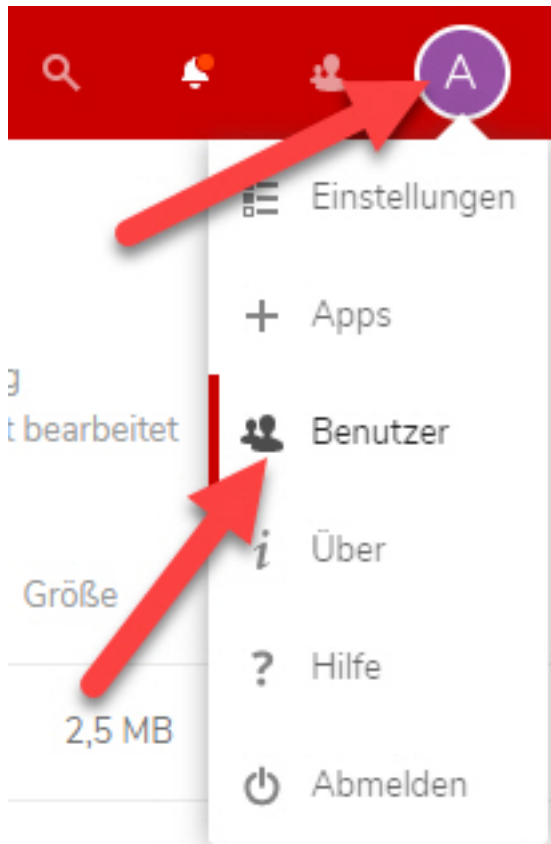 A
Einstellungen
Apps
g
t bearbeitet
Benutzer
Über
Größe
Hilfe
2,5 MB
Abmelden